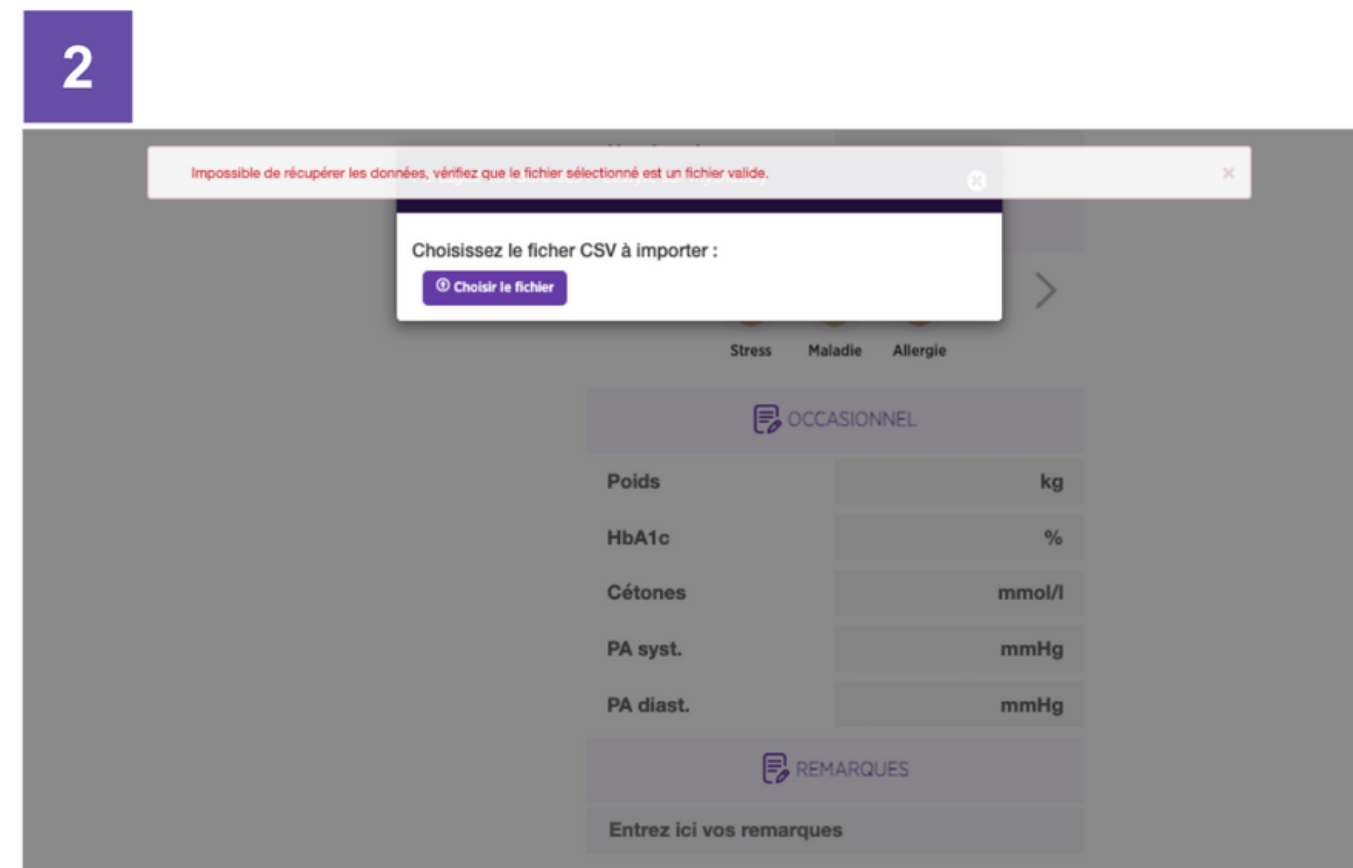 2
Impossible de récupérer les données, vérifiez que le fichier sélectionné est un fichier valide.
Choisissez le ficher CSV à importer :
Choisir le fichier
Stress Maladie Allergie
OCCASIONNEL
Poids kg
HbA1c %
Cétones mmol/l
PA syst. mmHg
PA diast. mmHg
REMARQUES
Entrez ici vos remarques